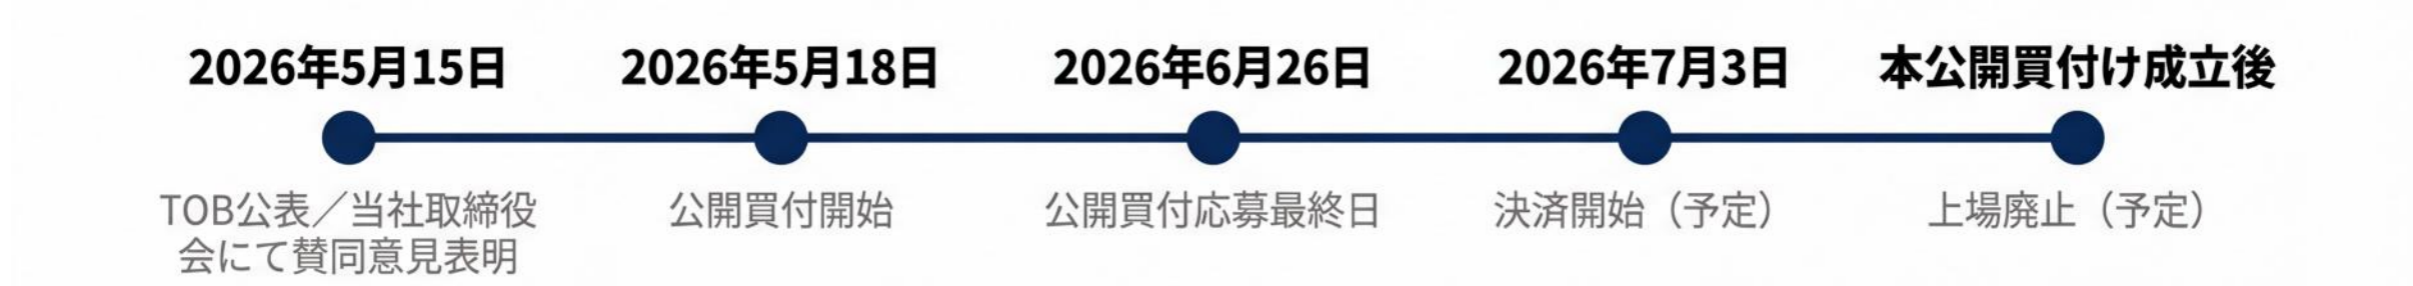 2026年5月15日
TOB公表／当社取締役
会にて賛同意見表明
2026年5月18日
公開買付開始
2026年6月26日
公開買付応募最終日
2026年7月3日
決済開始（予定）
本公開買付け成立後
上場廃止（予定）